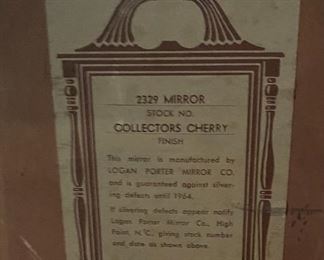 2329 MIRROR
STOCK NO.
COLLECTORS CHERRY
FINISH
This mirror is manufactured by
LOGAN PORTER MIRROR CO.
and is guaranteed against silver-
ing defects until 1964.
If silvering defects appear notify
Logan Porter Mirror Co., High
Point, N.C., giving stock number
and date as shown above.